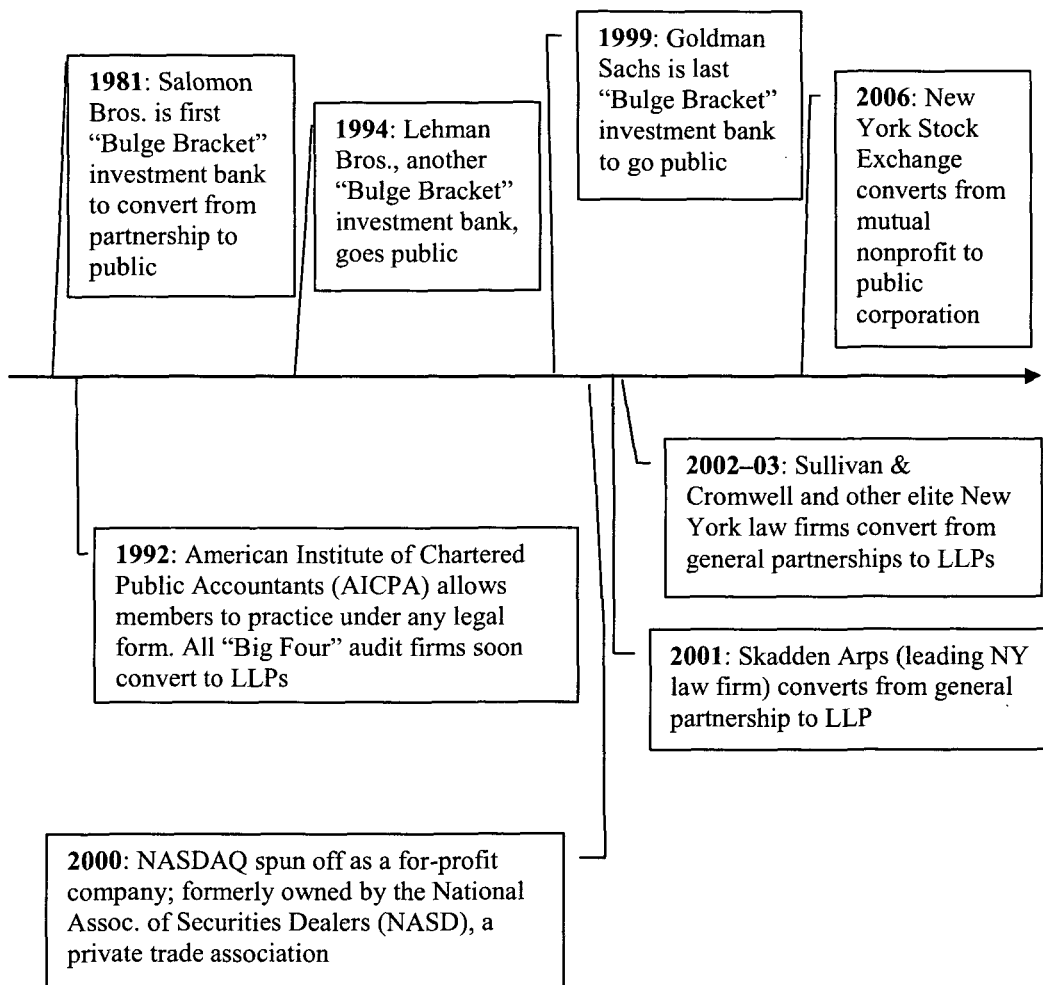 1981: Salomon
Bros. is first
“Bulge Bracket”
investment bank
to convert from
partnership to
public
1994: Lehman
Bros., another
“Bulge Bracket”
investment bank,
goes public
1999: Goldman
Sachs is last
“Bulge Bracket”
investment bank
to go public
2006: New
York Stock
Exchange
converts from
mutual
nonprofit to
public
corporation
1992: American Institute of Chartered
Public Accountants (AICPA) allows
members to practice under any legal
form. All “Big Four” audit firms soon
convert to LLPs
2002–03: Sullivan &
Cromwell and other elite New
York law firms convert from
general partnerships to LLPs
2001: Skadden Arps (leading NY
law firm) converts from general
partnership to LLP
2000: NASDAQ spun off as a for-profit
company; formerly owned by the National
Assoc. of Securities Dealers (NASD), a
private trade association